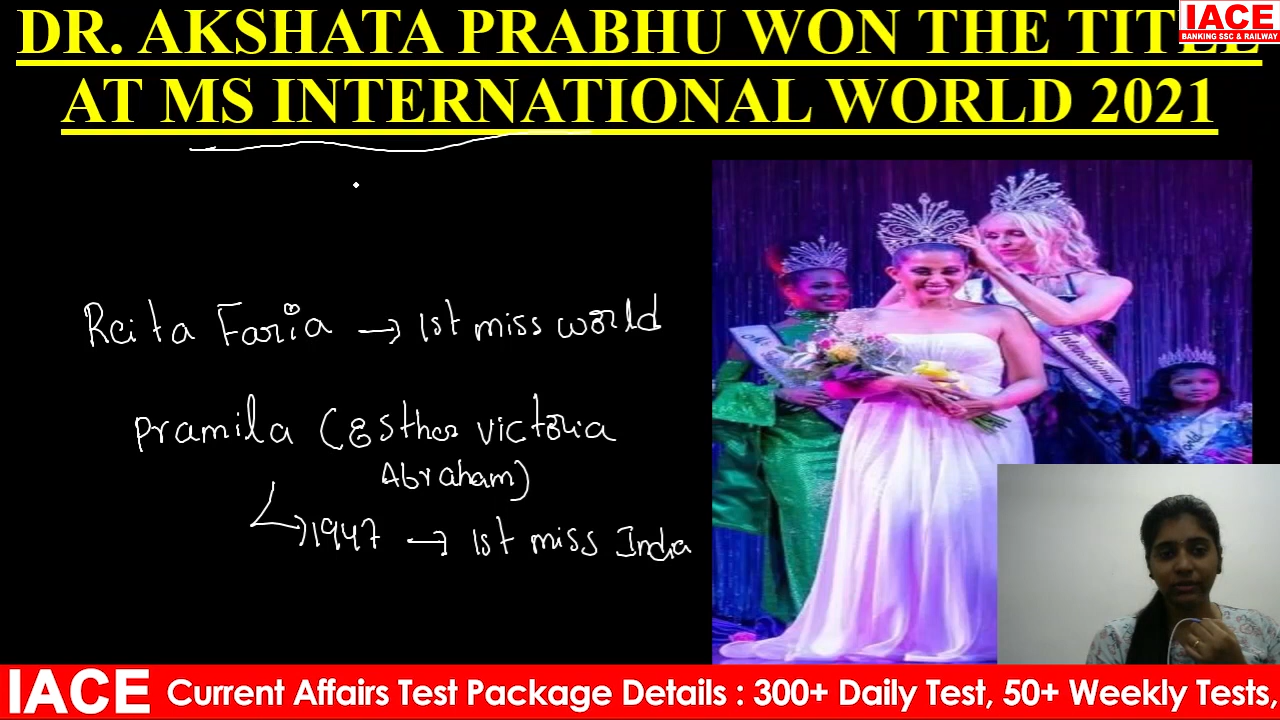 DR. AKSHATA PRABHU WON THE TITLE
AT MS INTERNATIONAL WORLD 2021
IACE
BANKING SSC & RAILWAY
Reita Faria → 1st miss world
Pramila (Esther victoria
Abraham)
→ 1947 → 1st miss India
International
World
IACE Current Affairs Test Package Details : 300+ Daily Test, 50+ Weekly Tests,